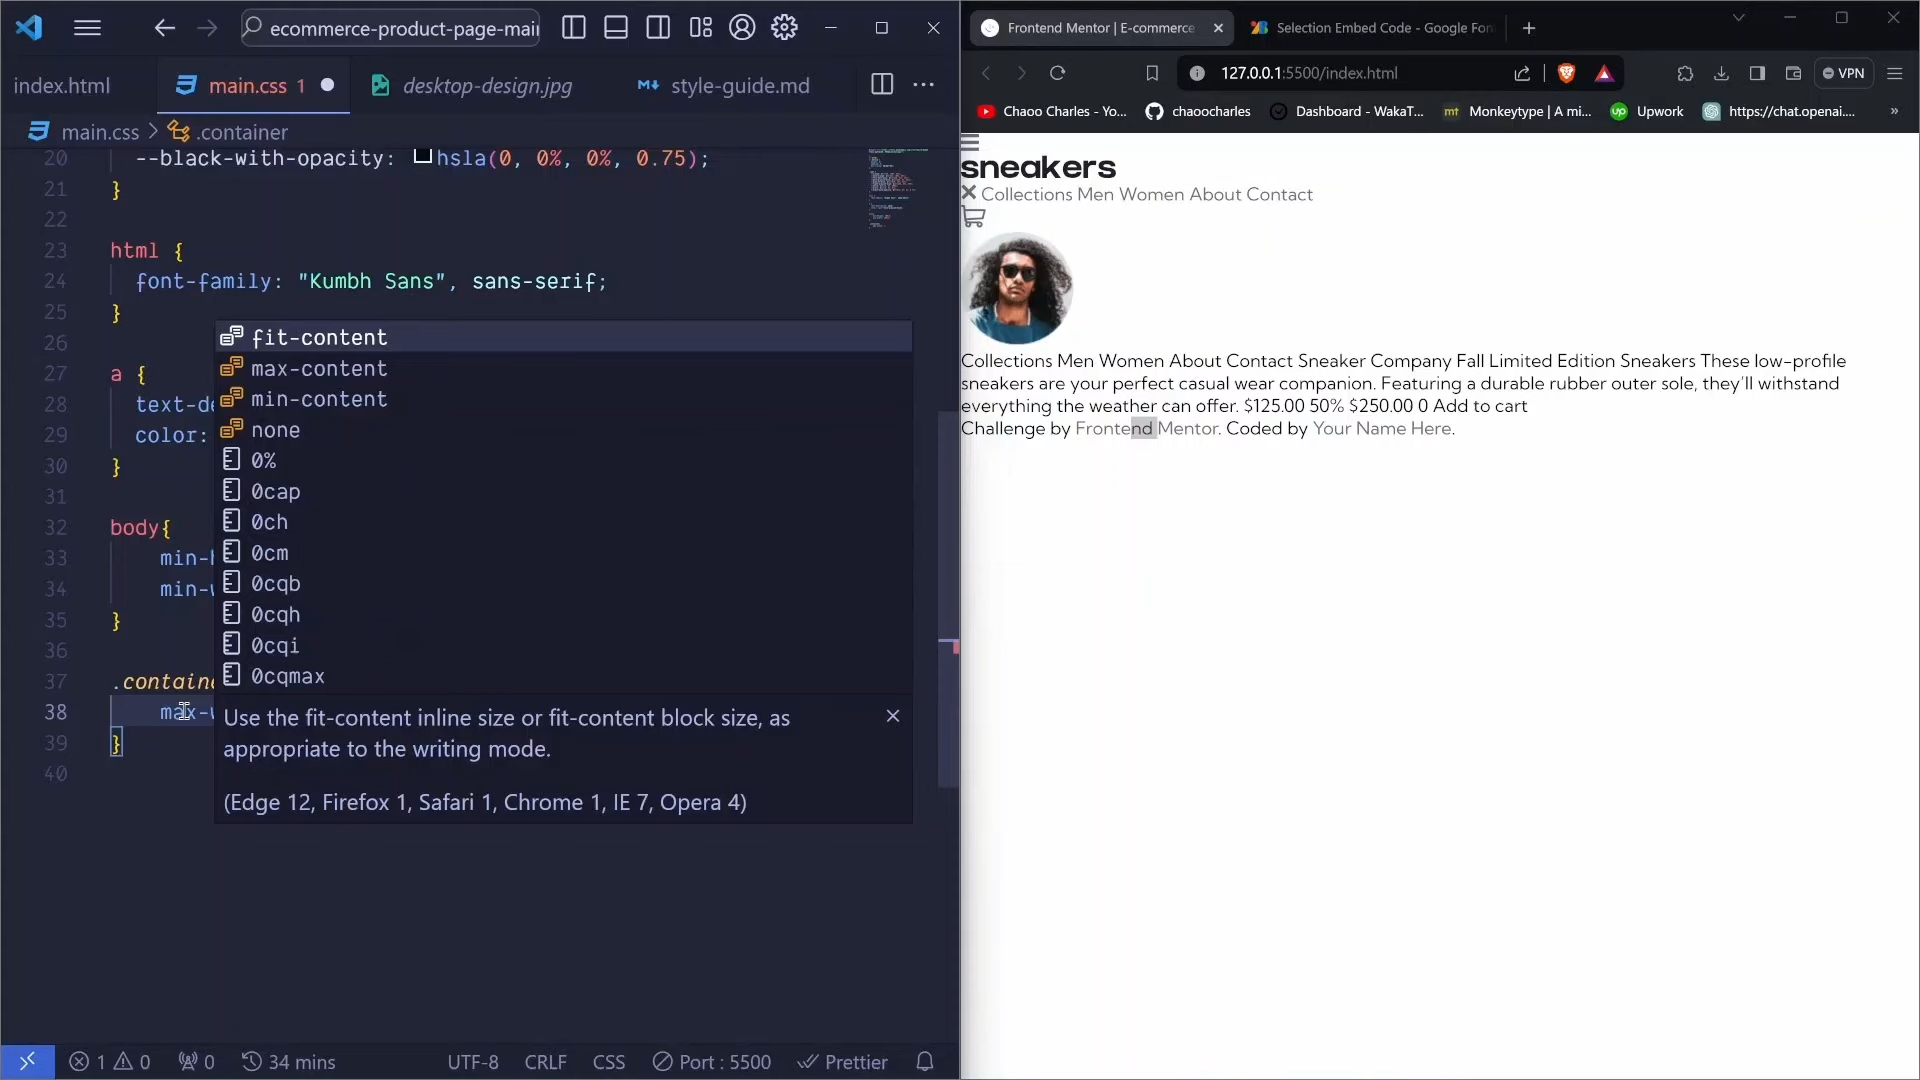 ecommerce-product-page-mai
index.html
main.css 1
desktop-design.jpg
style-guide.md
main.css > .container
20 --black-with-opacity: hsla(0, 0%, 0%, 0.75);
21 }
22
23 html {
24 font-family: "Kumbh Sans", sans-serif;
25 }
26
27 a {
28 text-de
29 color:
30 }
31
32 body{
33 min-h
34 min-w
35 }
36
37 .containe
38 max-w
39 }
40
fit-content
max-content
min-content
none
0%
0cap
0ch
0cm
0cqb
0cqh
0cqi
0cqmax
Use the fit-content inline size or fit-content block size, as
appropriate to the writing mode.
(Edge 12, Firefox 1, Safari 1, Chrome 1, IE 7, Opera 4)
1 0 0 34 mins UTF-8 CRLF CSS Port : 5500 Prettier
Frontend Mentor | E-commerce
Selection Embed Code - Google Fon
127.0.0.1:5500/index.html
VPN
Chaoo Charles - Yo...
chaoocharles
Dashboard - WakaT...
mt Monkeytype | A mi...
up Upwork
https://chat.openai....
»
sneakers
Collections Men Women About Contact
Collections Men Women About Contact Sneaker Company Fall Limited Edition Sneakers These low-profile
sneakers are your perfect casual wear companion. Featuring a durable rubber outer sole, they'll withstand
everything the weather can offer. $125.00 50% $250.00 0 Add to cart
Challenge by Frontend Mentor. Coded by Your Name Here.